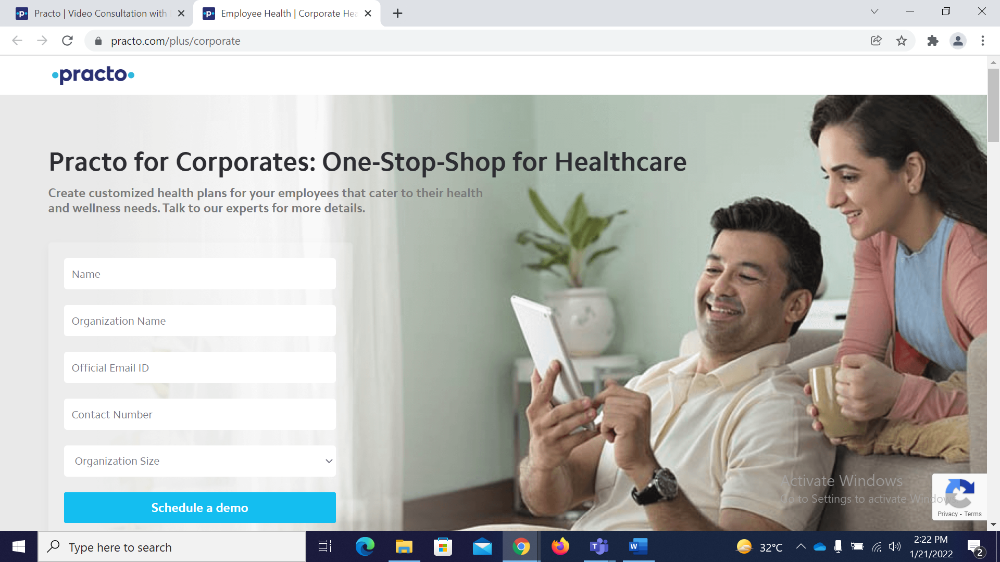 Practo | Video Consultation with
Employee Health | Corporate Hea
practo.com/plus/corporate
practo
Practo for Corporates: One-Stop-Shop for Healthcare
Create customized health plans for your employees that cater to their health
and wellness needs. Talk to our experts for more details.
Name
Organization Name
Official Email ID
Contact Number
Organization Size
Schedule a demo
Activate Windows
Go to Settings to activate Windows
Privacy - Terms
Type here to search
32°C
2:22 PM
1/21/2022
2